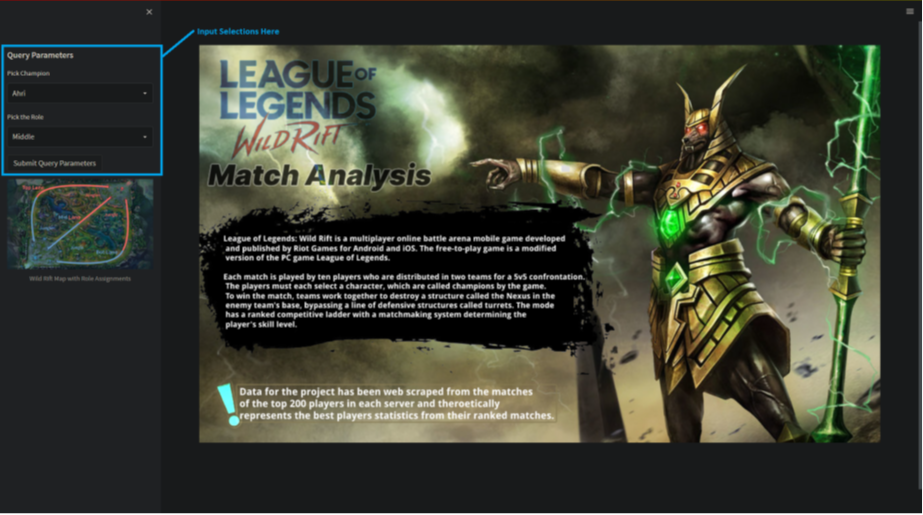 Input Selections Here
Query Parameters
Pick Champion
Ahri
Pick the Role
Middle
Submit Query Parameters
Wild Rift Map with Role Assignments
LEAGUE OF
LEGENDS
WILD RIFT
Match Analysis
League of Legends: Wild Rift is a multiplayer online battle arena mobile game developed
and published by Riot Games for Android and iOS. The free-to-play game is a modified
version of the PC game League of Legends.
Each match is played by ten players who are distributed in two teams for a 5v5 confrontation.
The players must each select a character, which are called champions by the game.
To win the match, teams work together to destroy a structure called the Nexus in the
enemy team's base, bypassing a line of defensive structures called turrets. The mode
has a ranked competitive ladder with a matchmaking system determining the
player's skill level.
Data for the project has been web scraped from the matches
of the top 200 players in each server and theroetically
represents the best players statistics from their ranked matches.